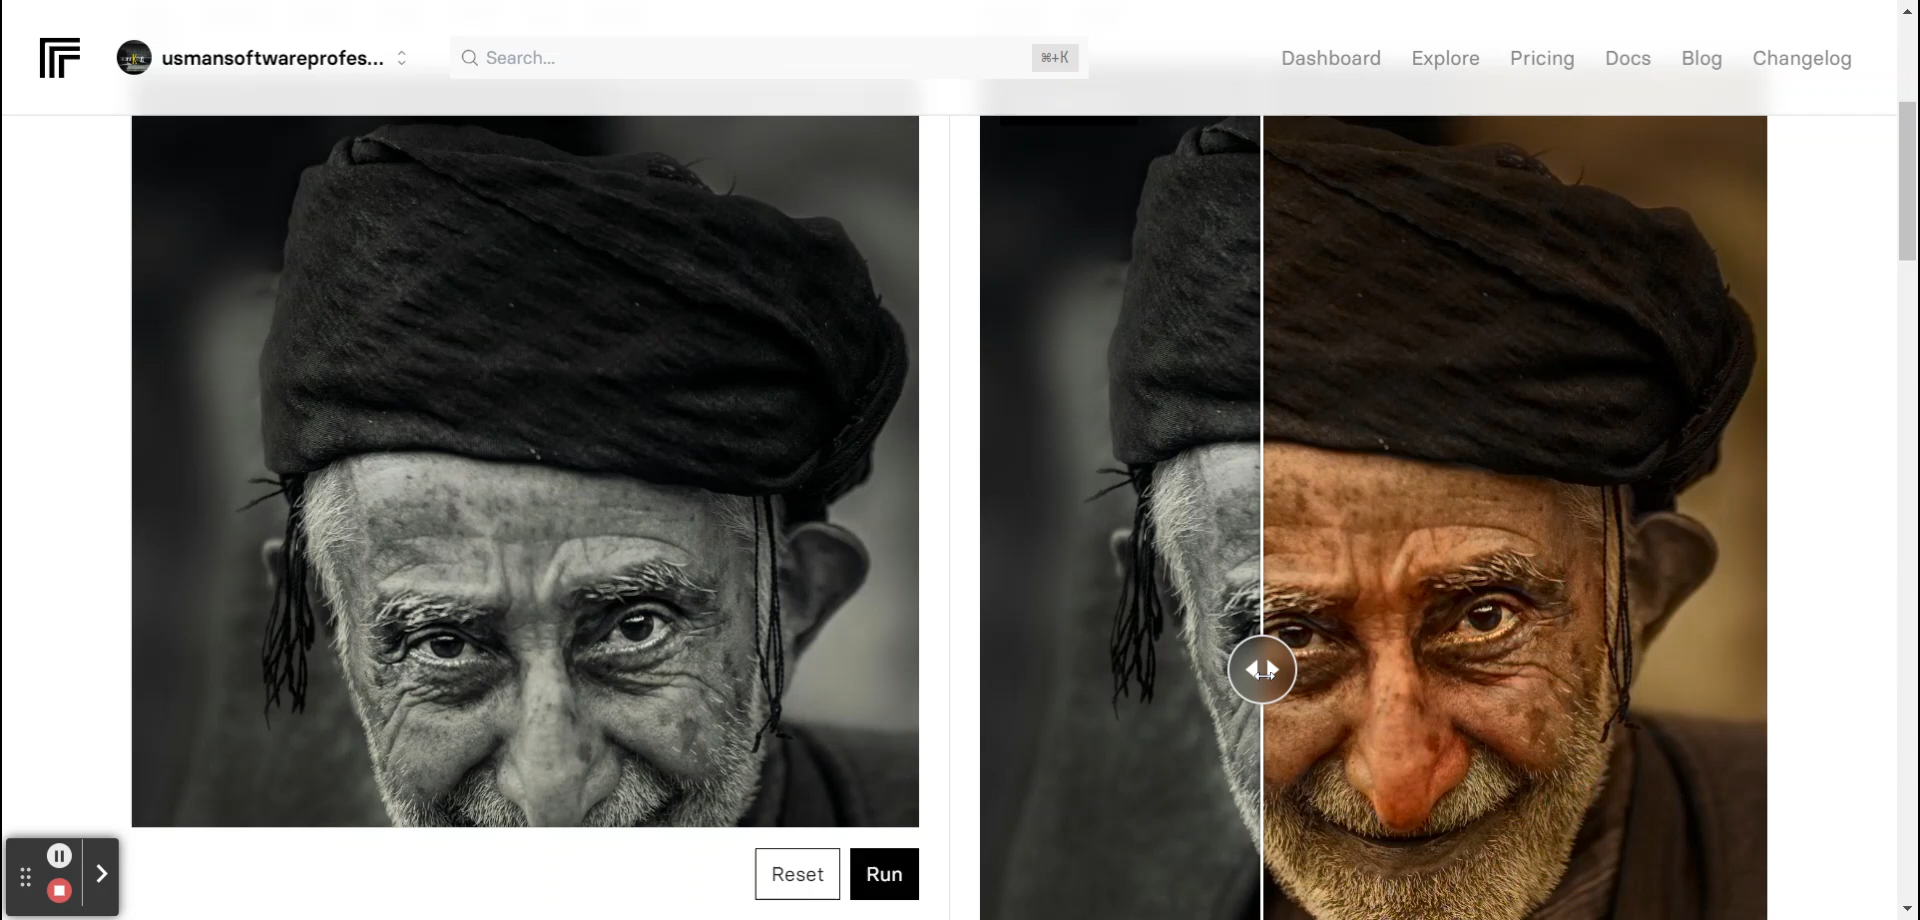 usmansoftwareprofes...
Search...
⌘+K
Dashboard
Explore
Pricing
Docs
Blog
Changelog
Reset
Run